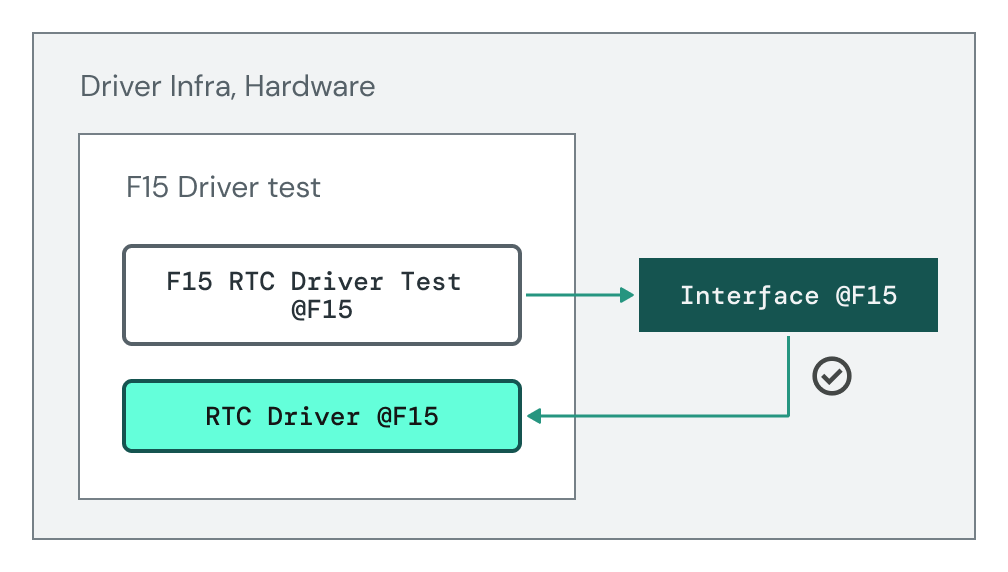 Driver Infra, Hardware
F15 Driver test
F15 RTC Driver Test
@F15
Interface @F15
RTC Driver @F15